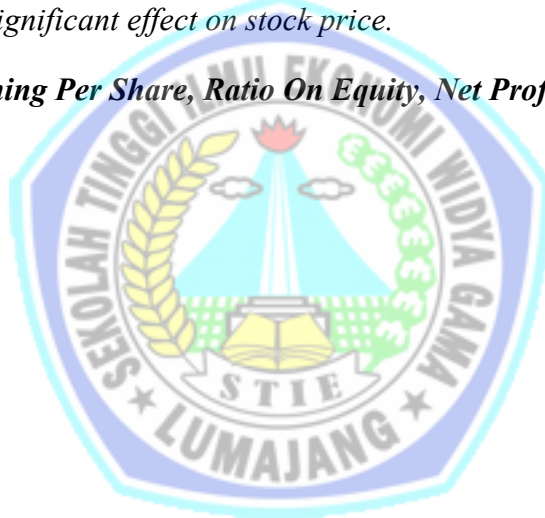 ignificant effect on stock price.
ning Per Share, Ratio On Equity, Net Prof
SEKOLAH TINGGI ILMU EKONOMI WIDYA GAMA
STIE
★ LUMAJANG ★